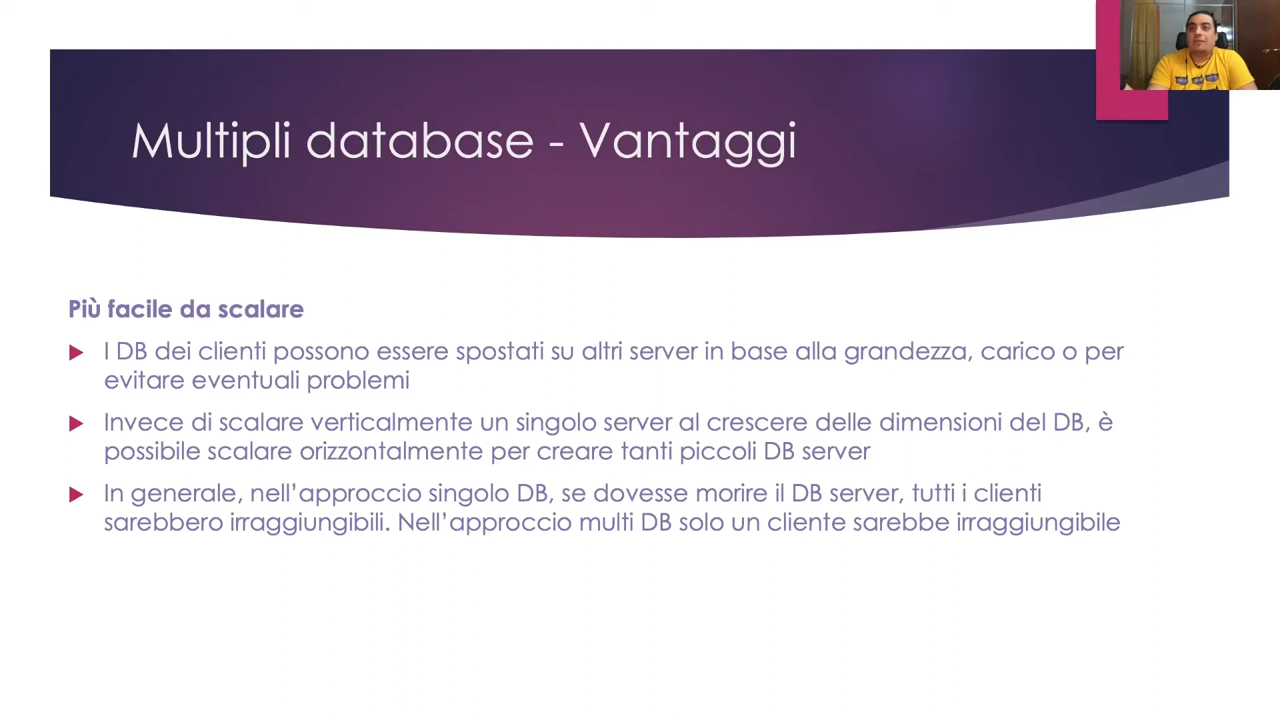 Multipli database - Vantaggi
Più facile da scalare
I DB dei clienti possono essere spostati su altri server in base alla grandezza, carico o per
evitare eventuali problemi
Invece di scalare verticalmente un singolo server al crescere delle dimensioni del DB, è
possibile scalare orizzontalmente per creare tanti piccoli DB server
In generale, nell’approccio singolo DB, se dovesse morire il DB server, tutti i clienti
sarebbero irraggiungibili. Nell’approccio multi DB solo un cliente sarebbe irraggiungibile